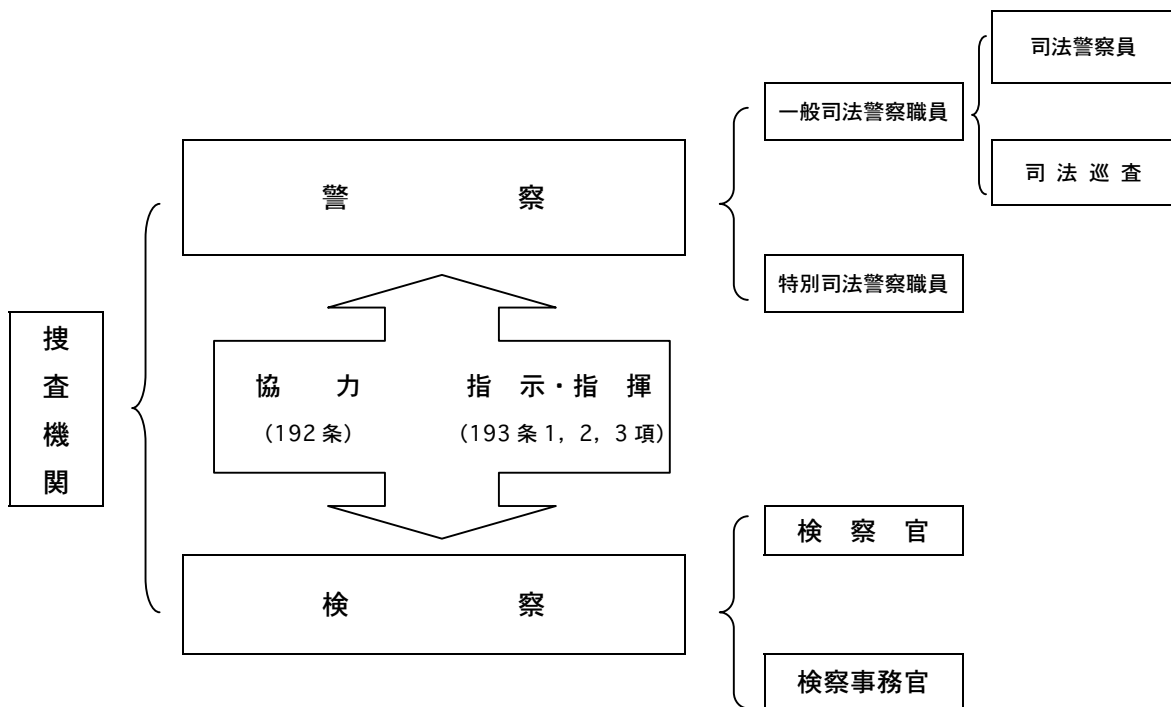 司法警察員
一般司法警察職員
司法巡査
警察
特別司法警察職員
捜査機関
協力 指示・指揮
(192条) (193条1,2,3項)
検察官
検察
検察事務官